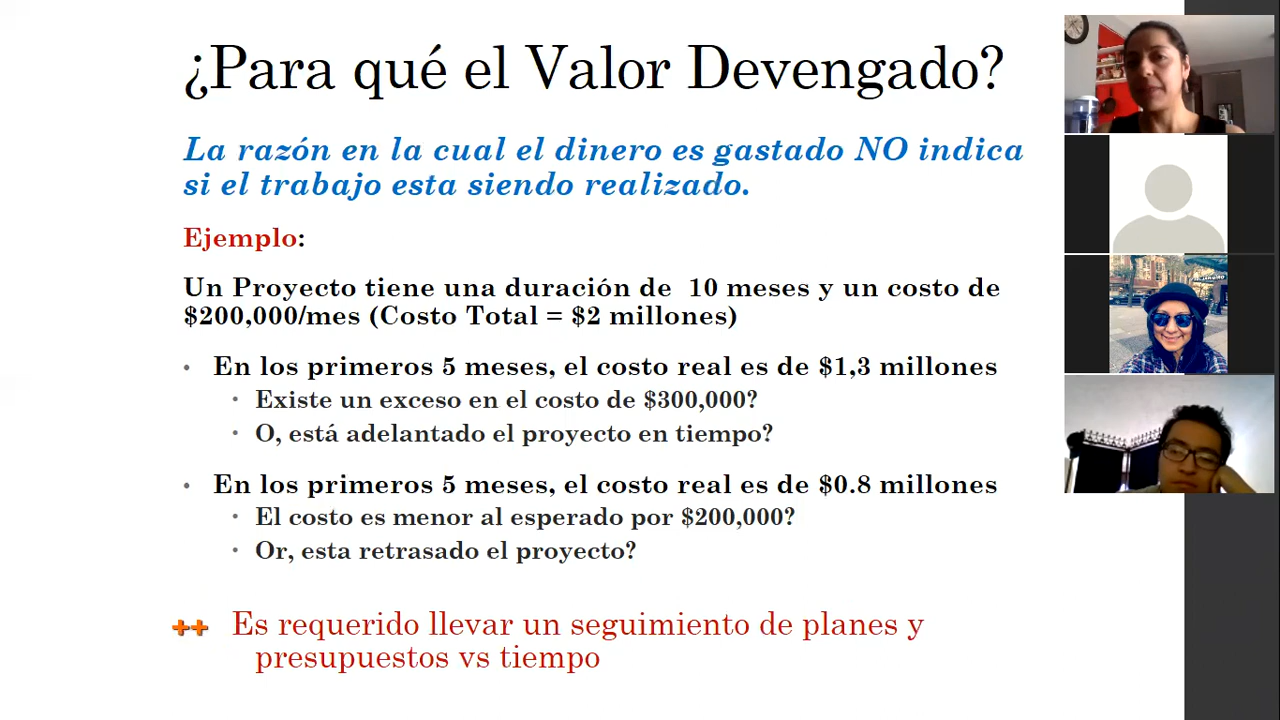 ¿Para qué el Valor Devengado?
La razón en la cual el dinero es gastado NO indica
si el trabajo esta siendo realizado.
Ejemplo:
Un Proyecto tiene una duración de 10 meses y un costo de
$200,000/mes (Costo Total = $2 millones)
• En los primeros 5 meses, el costo real es de $1,3 millones
• Existe un exceso en el costo de $300,000?
• O, está adelantado el proyecto en tiempo?
• En los primeros 5 meses, el costo real es de $0.8 millones
• El costo es menor al esperado por $200,000?
• Or, esta retrasado el proyecto?
++ Es requerido llevar un seguimiento de planes y
presupuestos vs tiempo